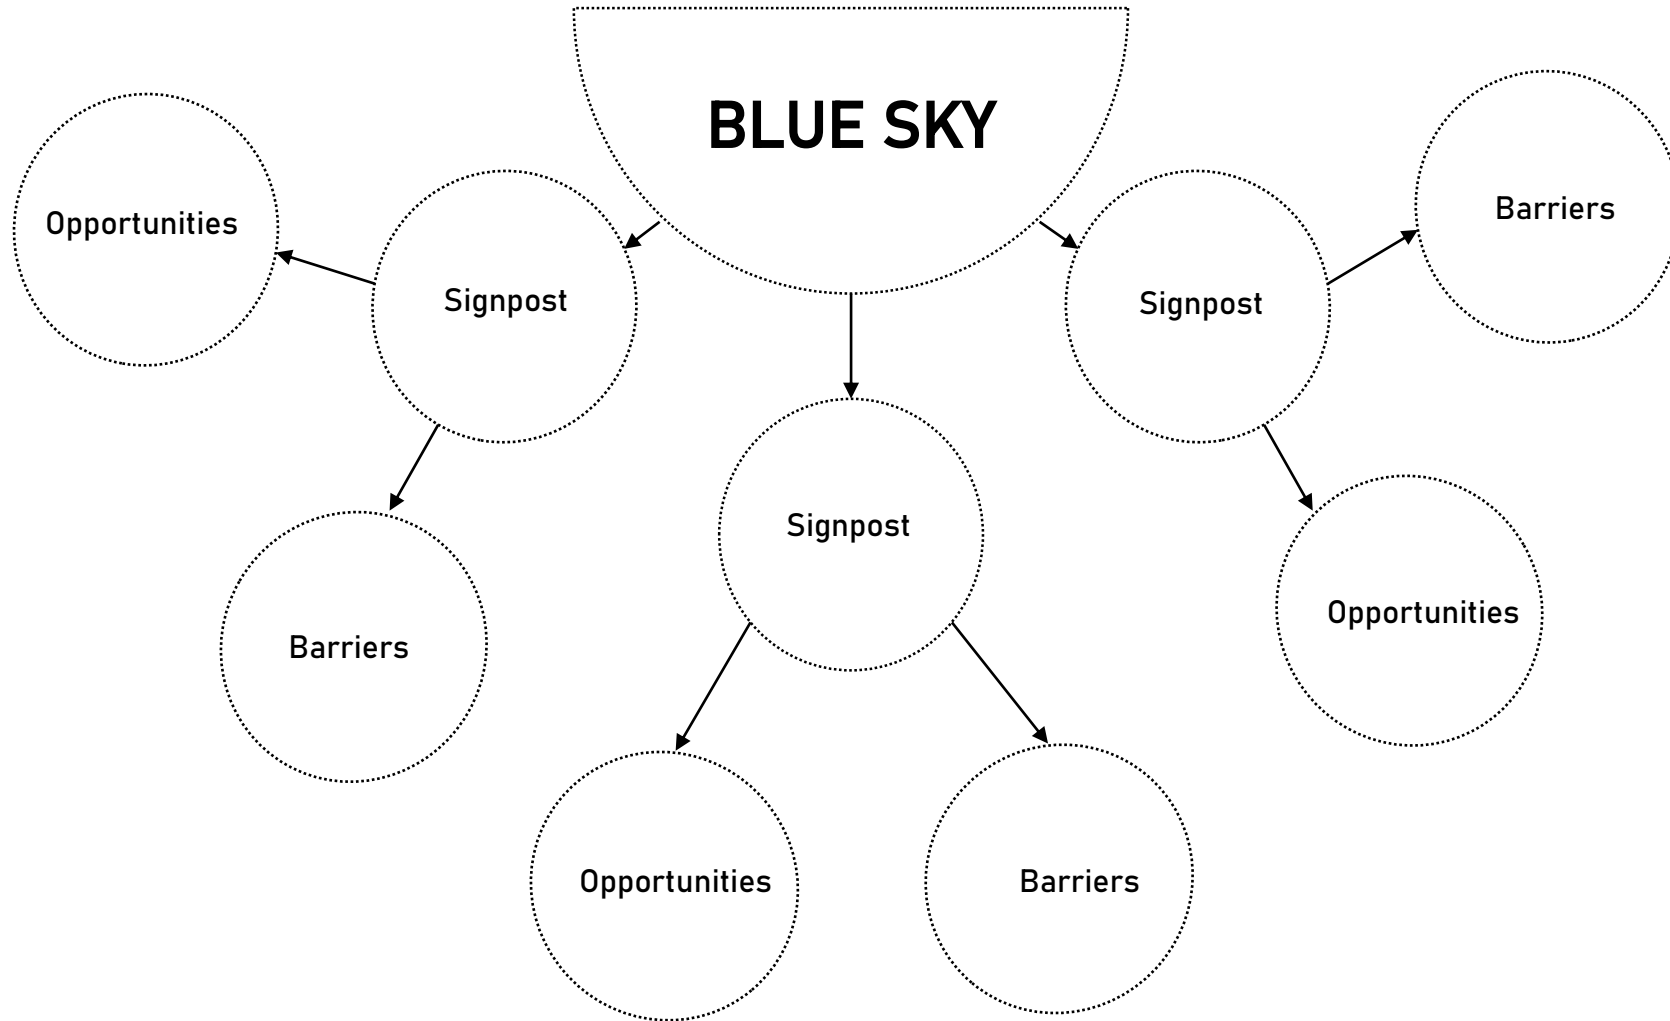 BLUE SKY
Opportunities
Signpost
Barriers
Signpost
Opportunities
Barriers
Signpost
Barriers
Opportunities